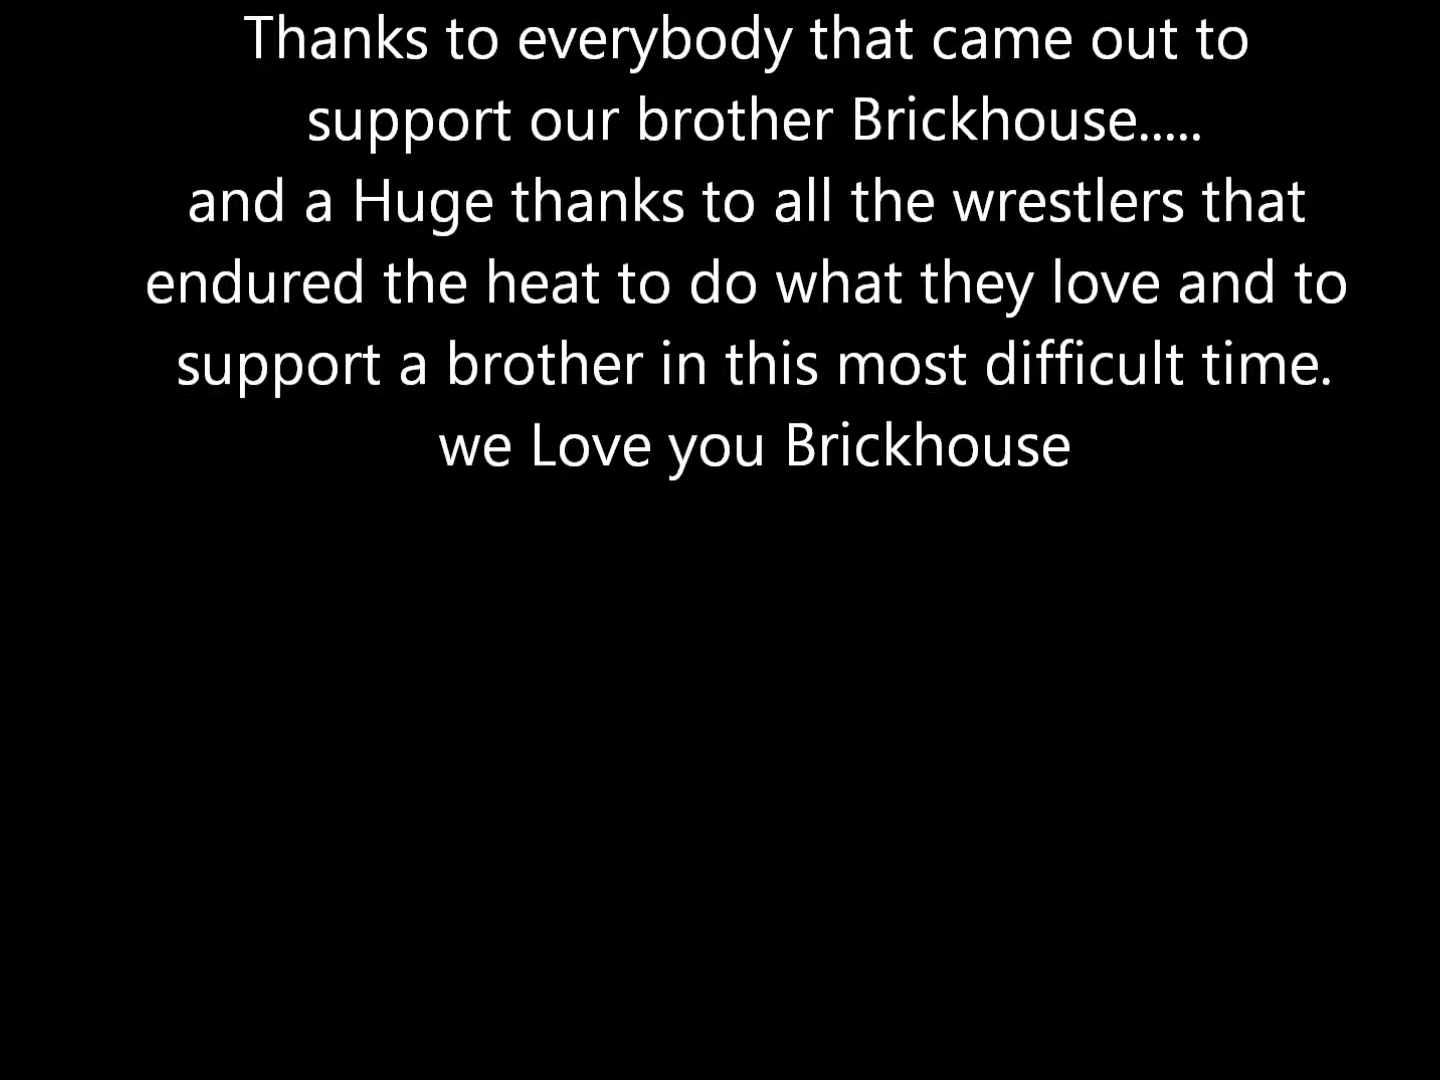 Thanks to everybody that came out to
support our brother Brickhouse.....
and a Huge thanks to all the wrestlers that
endured the heat to do what they love and to
support a brother in this most difficult time.
we Love you Brickhouse